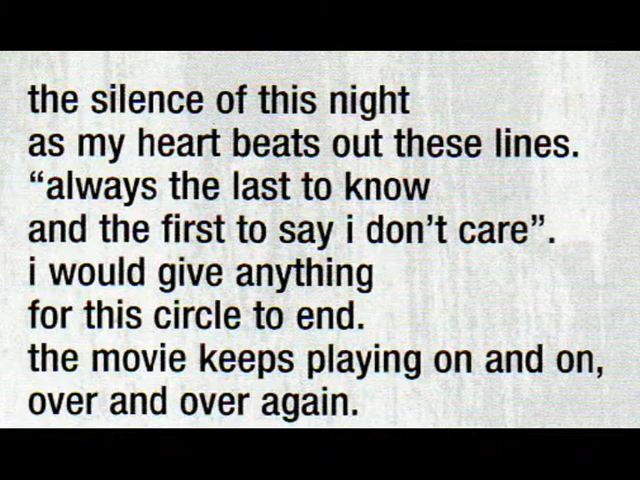 the silence of this night
as my heart beats out these lines.
“always the last to know
and the first to say i don’t care”.
i would give anything
for this circle to end.
the movie keeps playing on and on,
over and over again.